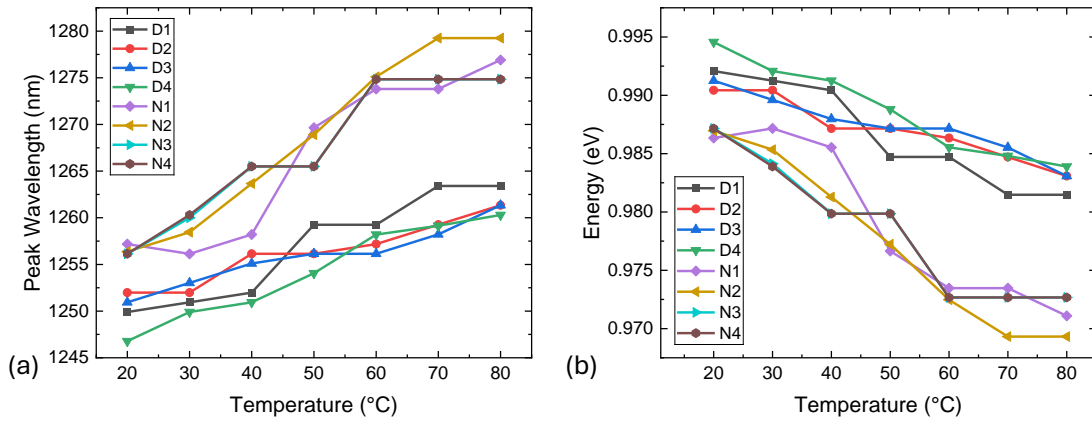 1280
1275
1270
1265
1260
1255
1250
1245
Peak Wavelength (nm)
D1
D2
D3
D4
N1
N2
N3
N4
20 30 40 50 60 70 80
Temperature (°C)
(a)
0.995
0.990
0.985
0.980
0.975
0.970
Energy (eV)
D1
D2
D3
D4
N1
N2
N3
N4
20 30 40 50 60 70 80
Temperature (°C)
(b)